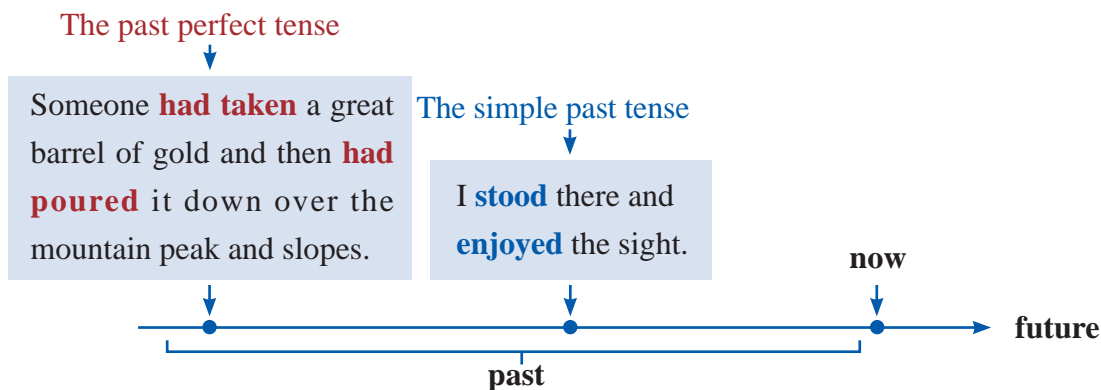 The past perfect tense
Someone had taken a great
barrel of gold and then had
poured it down over the
mountain peak and slopes.
The simple past tense
I stood there and
enjoyed the sight.
now
future
past